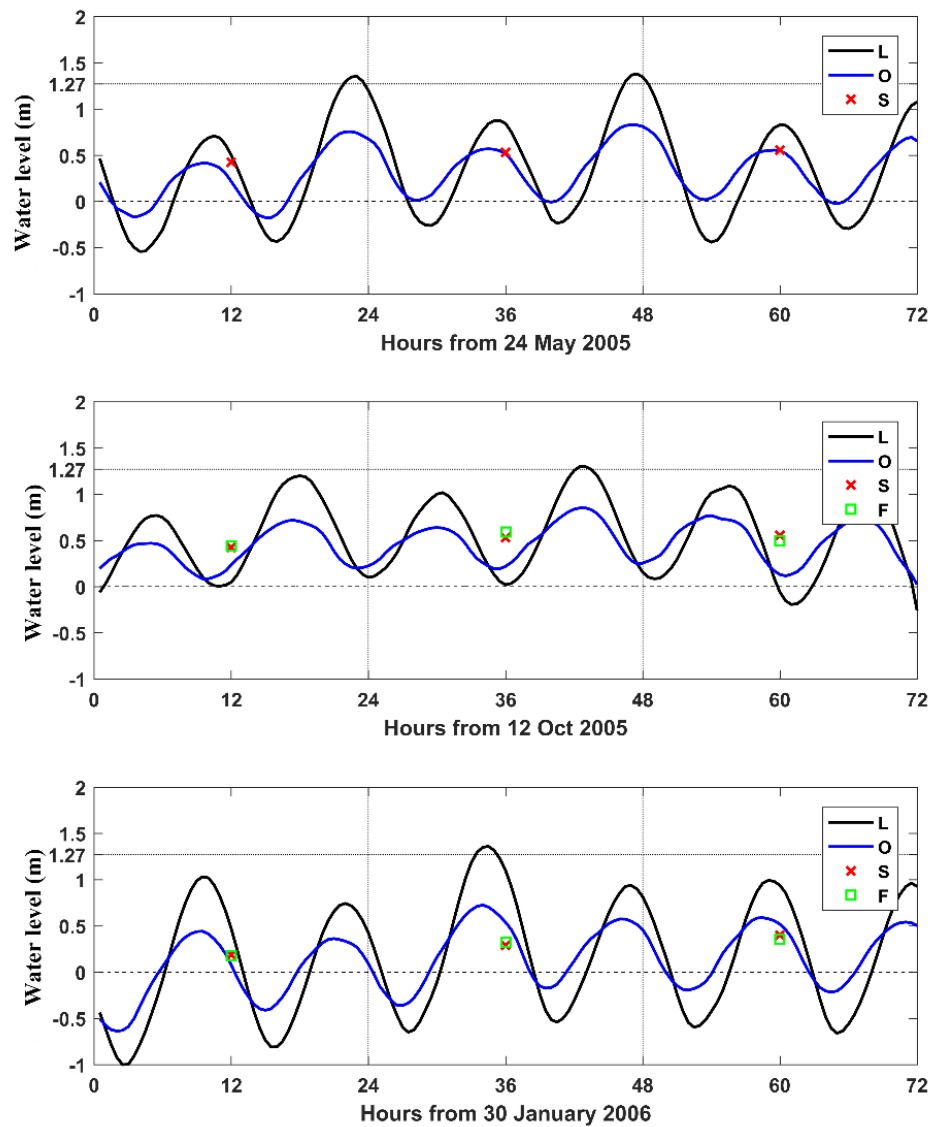 2
1.5
1.27
1
0.5
0
-0.5
-1
Water level (m)
L
O
S
0 12 24 36 48 60 72
Hours from 24 May 2005
2
1.5
1.27
1
0.5
0
-0.5
-1
Water level (m)
L
O
S
F
0 12 24 36 48 60 72
Hours from 12 Oct 2005
2
1.5
1.27
1
0.5
0
-0.5
-1
Water level (m)
L
O
S
F
0 12 24 36 48 60 72
Hours from 30 January 2006